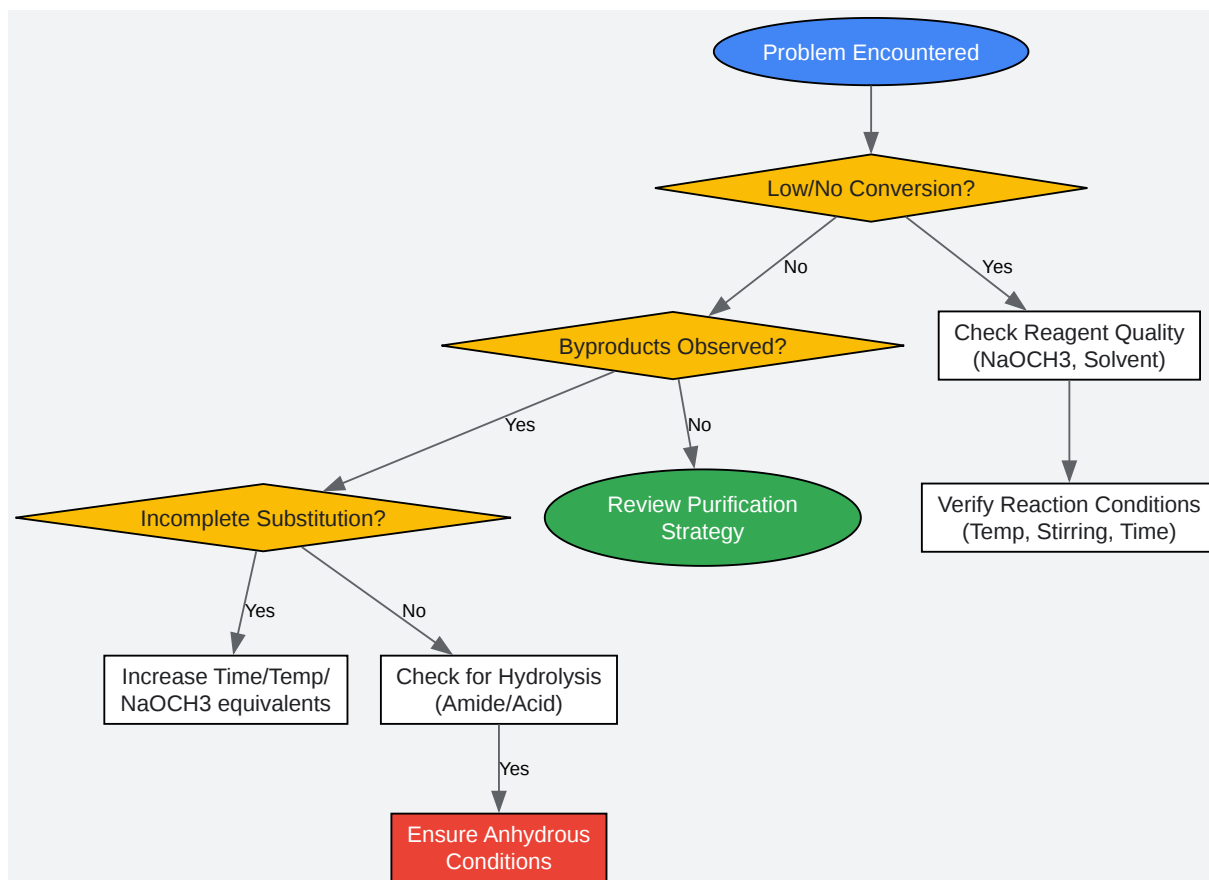 Problem Encountered
Low/No Conversion?
No
Yes
Byproducts Observed?
Check Reagent Quality
(NaOCH3, Solvent)
Yes
No
Incomplete Substitution?
Review Purification
Strategy
Verify Reaction Conditions
(Temp, Stirring, Time)
Yes
No
Increase Time/Temp/
NaOCH3 equivalents
Check for Hydrolysis
(Amide/Acid)
Yes
Ensure Anhydrous
Conditions